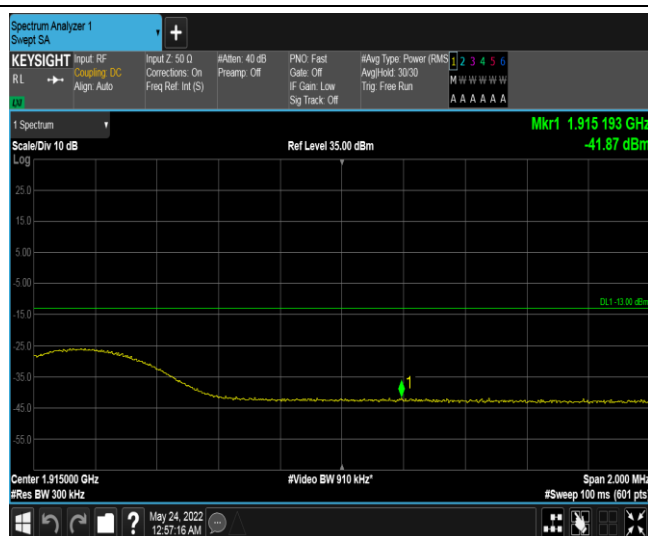 Spectrum Analyzer 1
Swept SA
+
KEYSIGHT
RL
LM
Input: RF
Coupling: DC
Align: Auto
Input Z: 50 Ω
Corrections: On
Freq Ref: Int (S)
#Atten: 40 dB
Preamp: Off
PNO: Fast
Gate: Off
IF Gain: Low
Sig Track: Off
#Avg Type: Power (RMS
Avg|Hold: 30/30
Trig: Free Run
1 2 3 4 5 6
M W W W W W
A A A A A A
1 Spectrum
Mkr1 1.915 193 GHz
Scale/Div 10 dB
Ref Level 35.00 dBm
-41.87 dBm
Log
25.0
15.0
5.00
-5.00
DL1 -13.00 dBm
-15.0
-25.0
-35.0
1
-45.0
-55.0
Center 1.915000 GHz
#Video BW 910 kHz*
Span 2.000 MHz
#Res BW 300 kHz
#Sweep 100 ms (601 pts)
?
May 24, 2022
12:57:16 AM